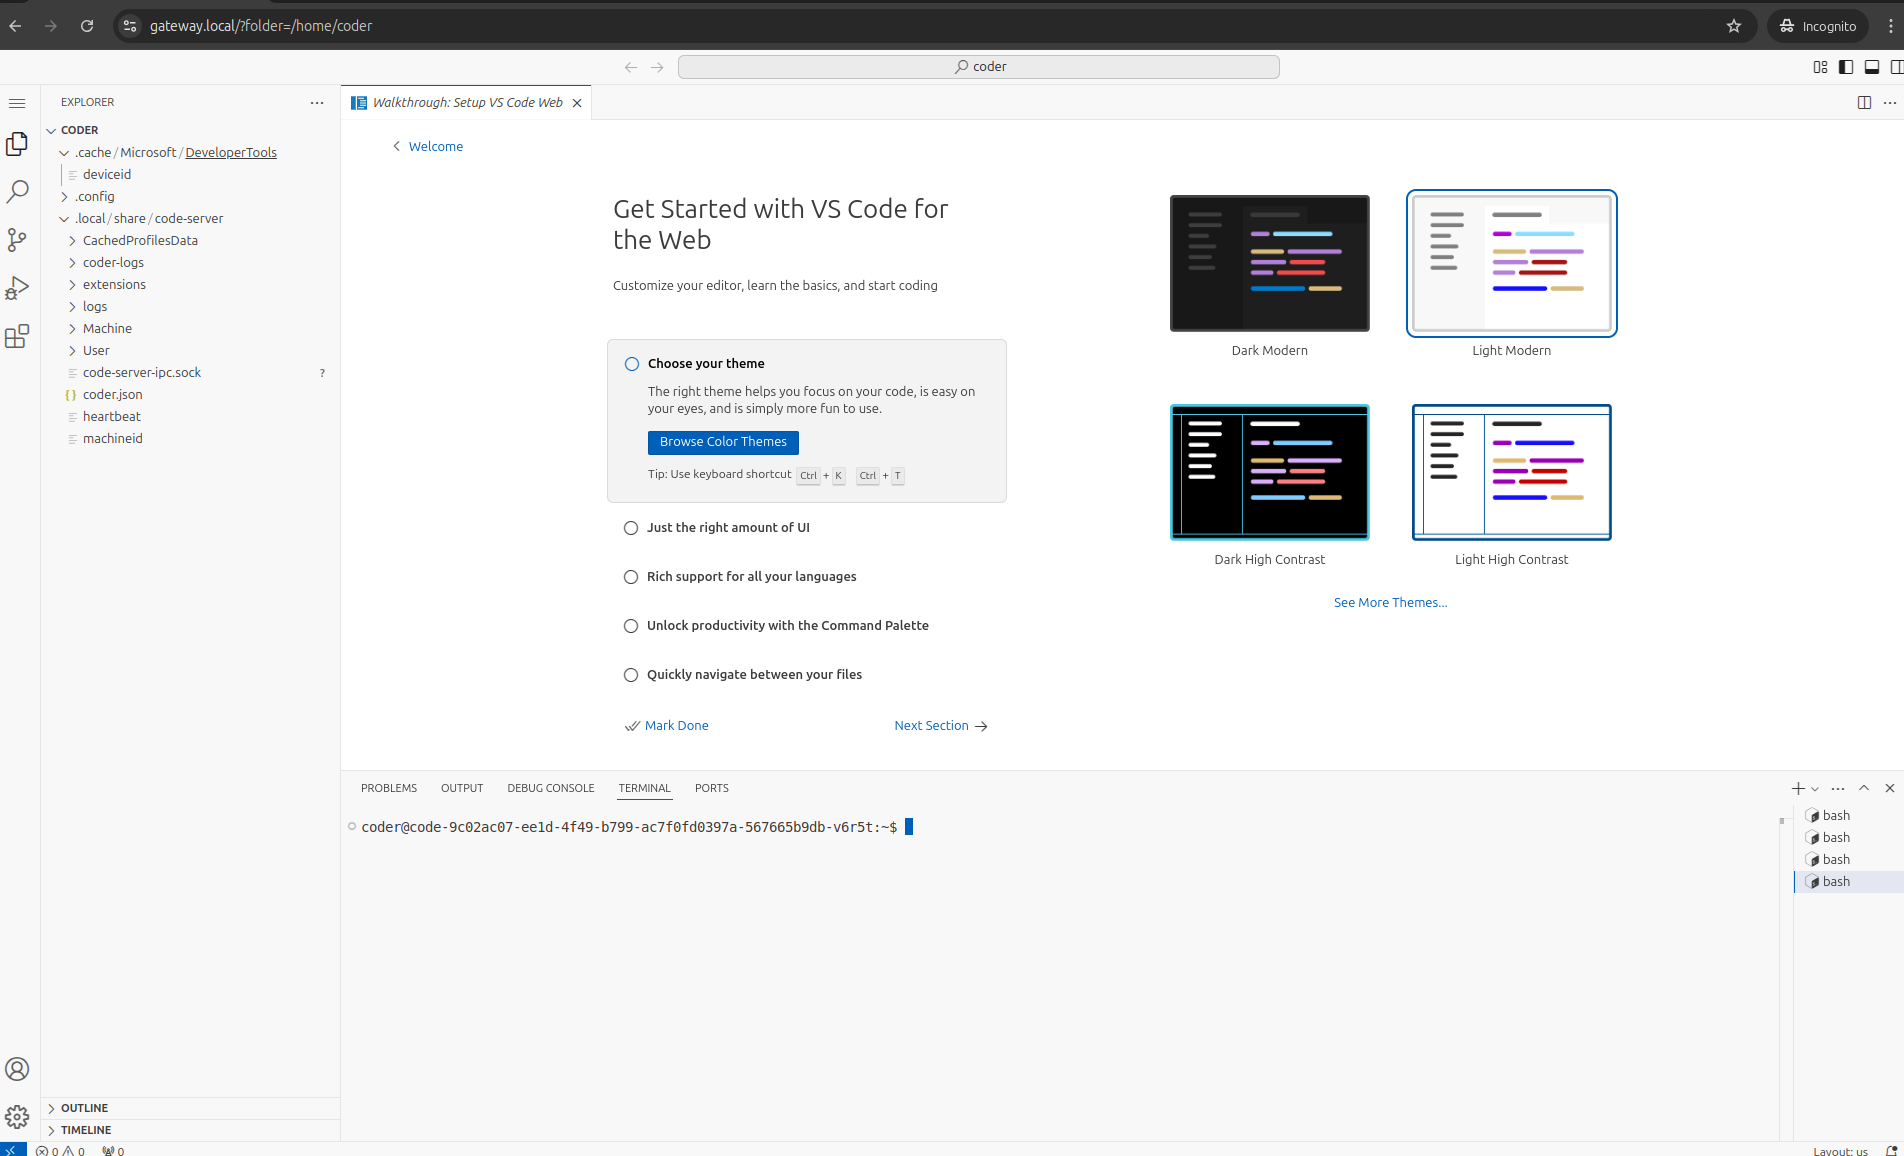 gateway.local/?folder=/home/coder
Incognito
coder
EXPLORER
Walkthrough: Setup VS Code Web
CODER
.cache/Microsoft/DeveloperTools
deviceid
.config
.local/share/code-server
CachedProfilesData
coder-logs
extensions
logs
Machine
User
code-server-ipc.sock ?
{} coder.json
heartbeat
machineid
OUTLINE
TIMELINE
Welcome
Get Started with VS Code for
the Web
Customize your editor, learn the basics, and start coding
Choose your theme
The right theme helps you focus on your code, is easy on
your eyes, and is simply more fun to use.
Browse Color Themes
Tip: Use keyboard shortcut Ctrl + K Ctrl + T
Just the right amount of UI
Rich support for all your languages
Unlock productivity with the Command Palette
Quickly navigate between your files
Mark Done
Next Section
Dark Modern
Light Modern
Dark High Contrast
Light High Contrast
See More Themes...
PROBLEMS OUTPUT DEBUG CONSOLE TERMINAL PORTS
coder@code-9c02ac07-ee1d-4f49-b799-ac7f0fd0397a-567665b9db-v6r5t:~$
bash
bash
bash
bash
0 0 0
Layout: us